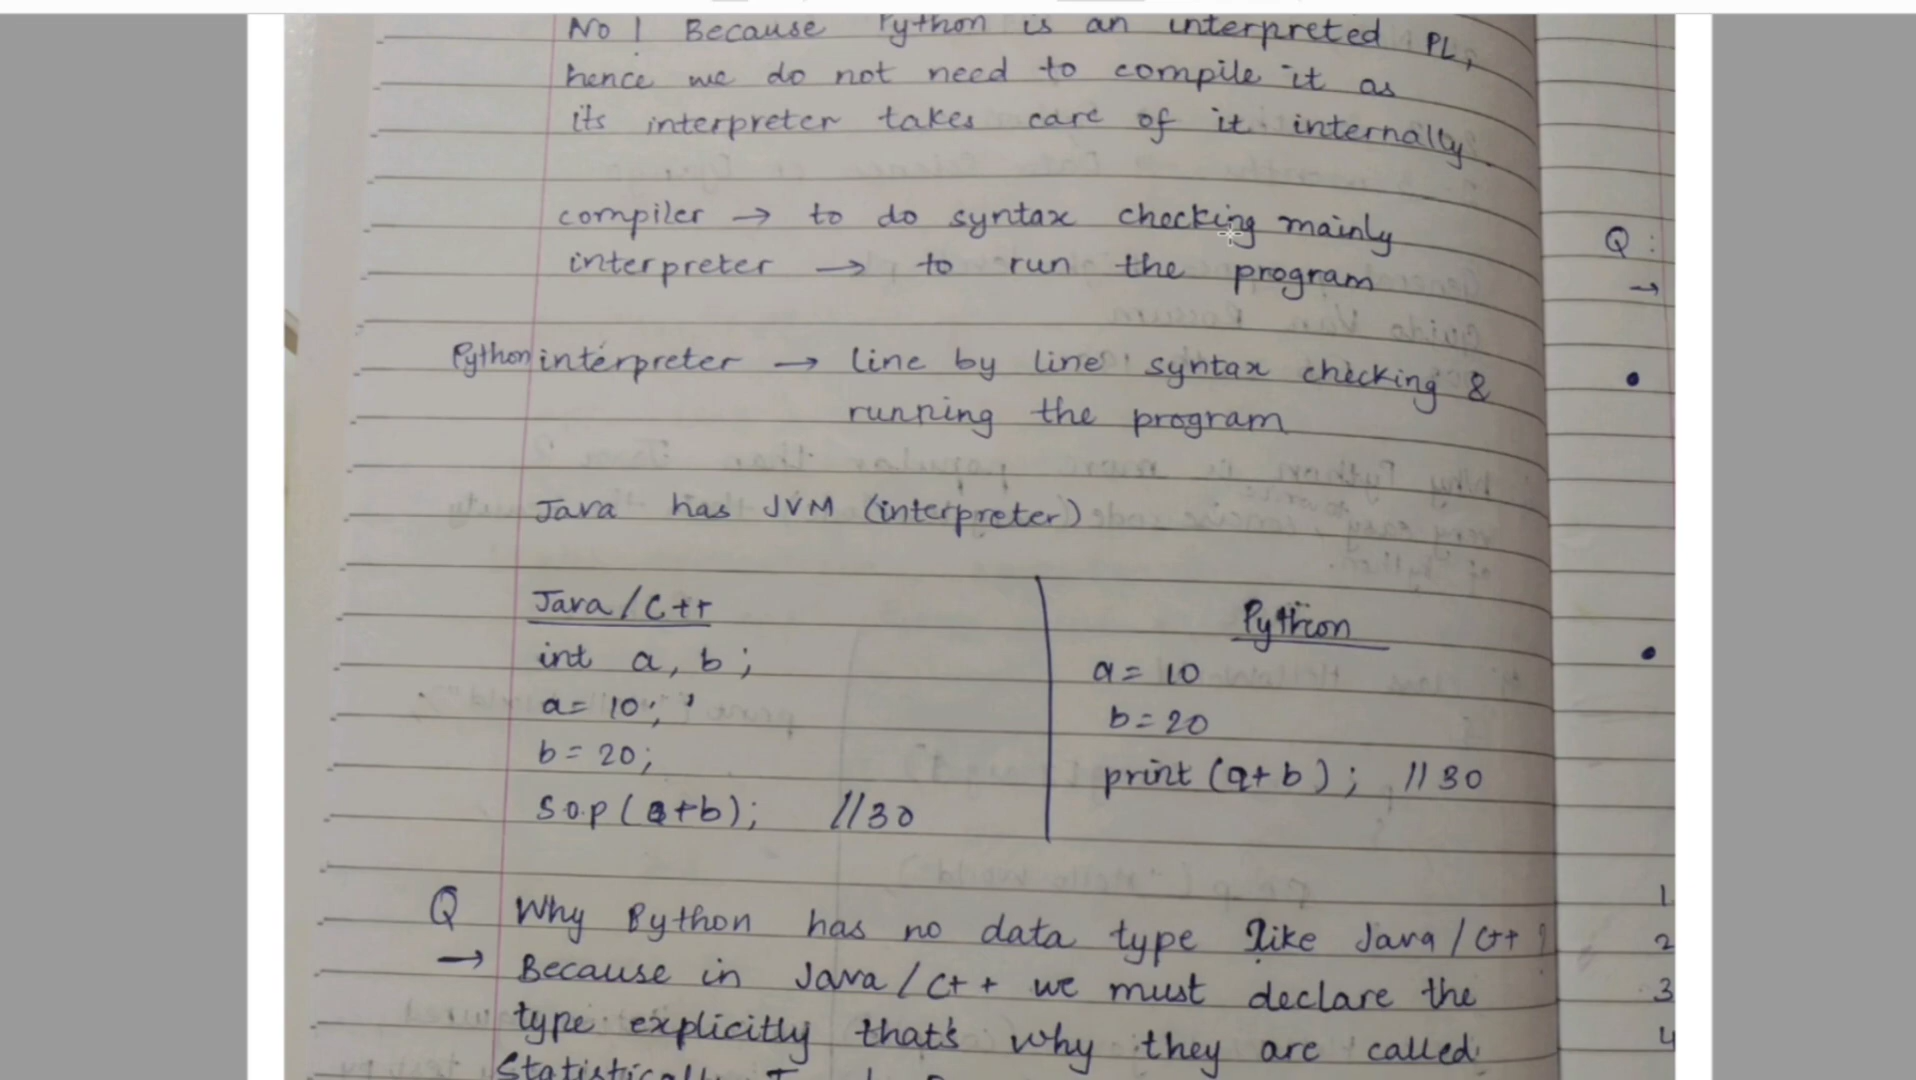 No! Because Python is an interpreted PL,
hence we do not need to compile it as
its interpreter takes care of it internally.
compiler → to do syntax checking mainly
interpreter → to run the program
Python interpreter → line by line syntax checking &
running the program
Java has JVM (interpreter)
Java/C++
int a, b;
a= 10;
b= 20;
S.o.p (a+b); //30
Python
a= 10
b= 20
print (a+b); //30
Q Why Python has no data type like Java/C++?
→ Because in Java/C++ we must declare the
type explicitly that's why they are called
Statistically
Q:
→
1
2
3
4